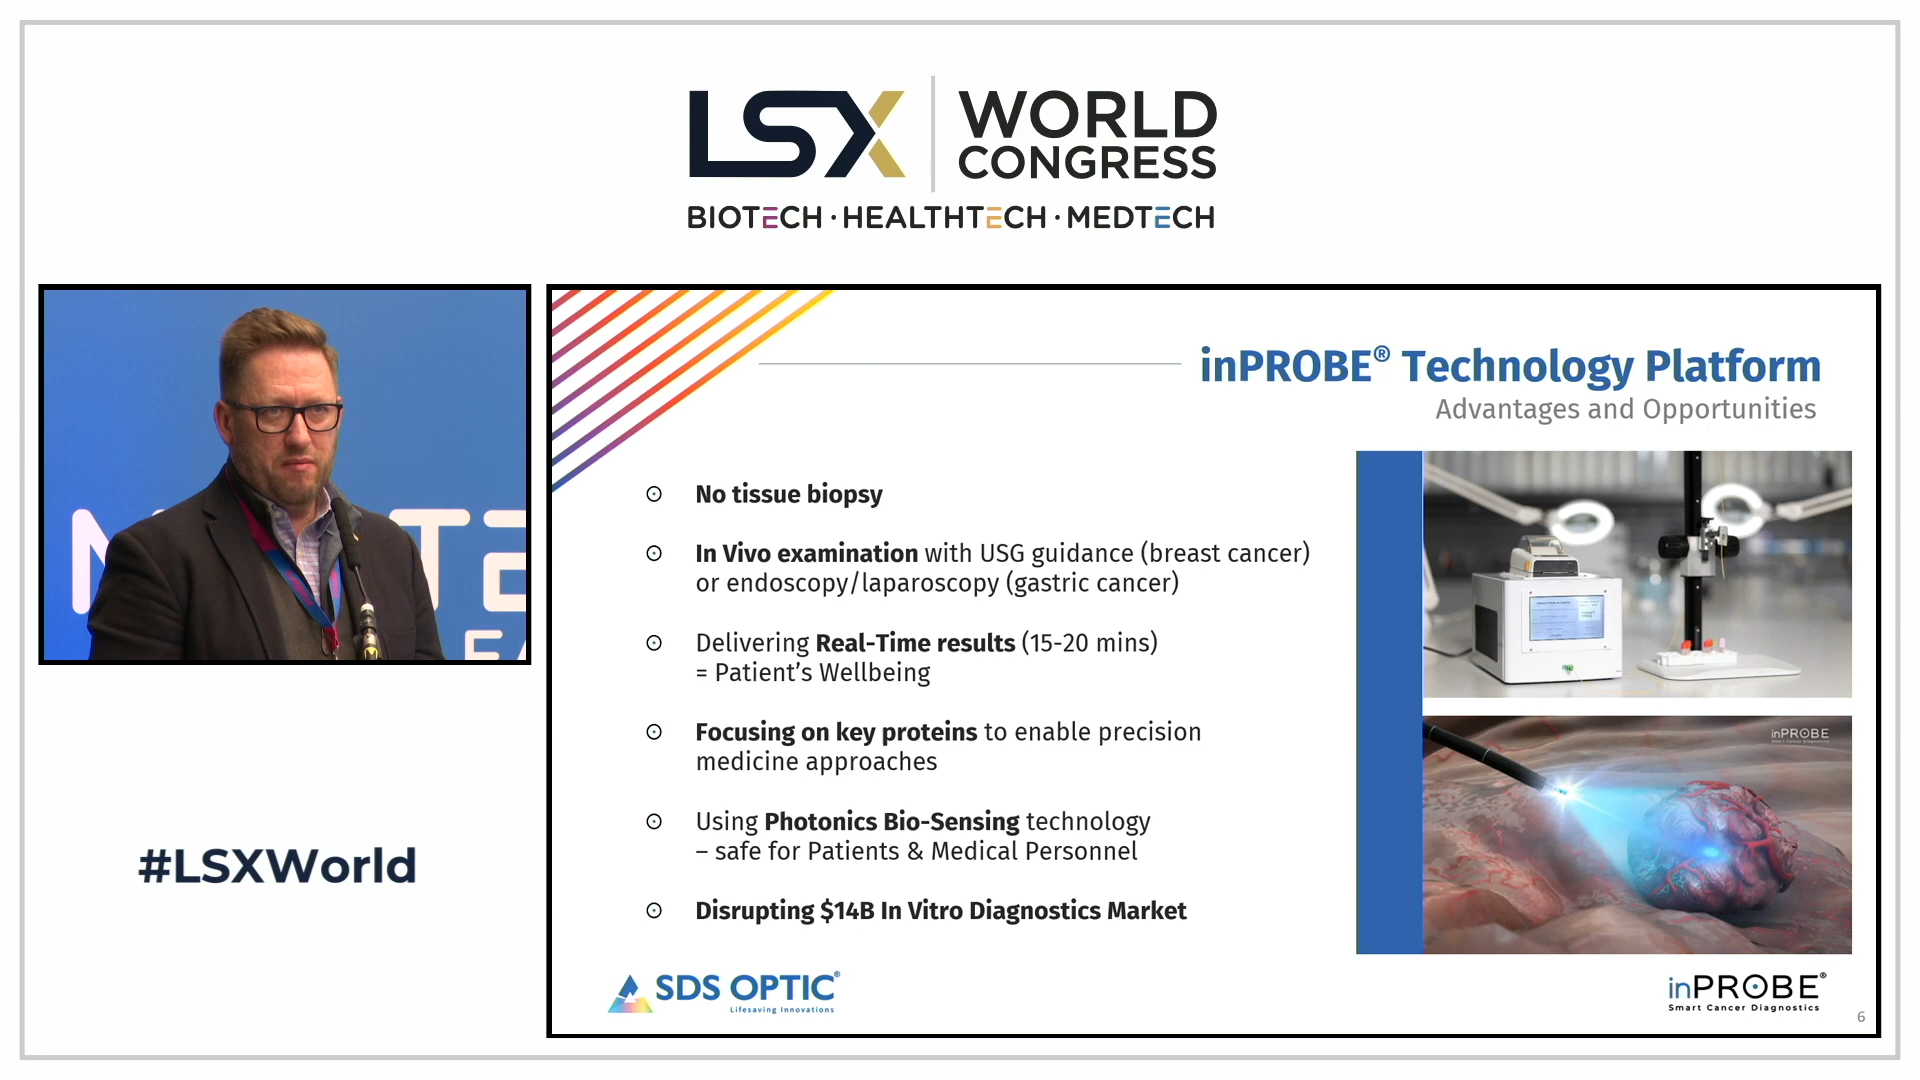 LSX WORLD
CONGRESS
BIOTECH · HEALTHTECH · MEDTECH
#LSXWorld
inPROBE® Technology Platform
Advantages and Opportunities
No tissue biopsy
In Vivo examination with USG guidance (breast cancer)
or endoscopy/laparoscopy (gastric cancer)
Delivering Real-Time results (15-20 mins)
= Patient’s Wellbeing
Focusing on key proteins to enable precision
medicine approaches
Using Photonics Bio-Sensing technology
– safe for Patients & Medical Personnel
Disrupting $14B In Vitro Diagnostics Market
inPROBE
Smart Cancer Diagnostics
SDS OPTIC®
Lifesaving Innovations
inPROBE®
Smart Cancer Diagnostics
6